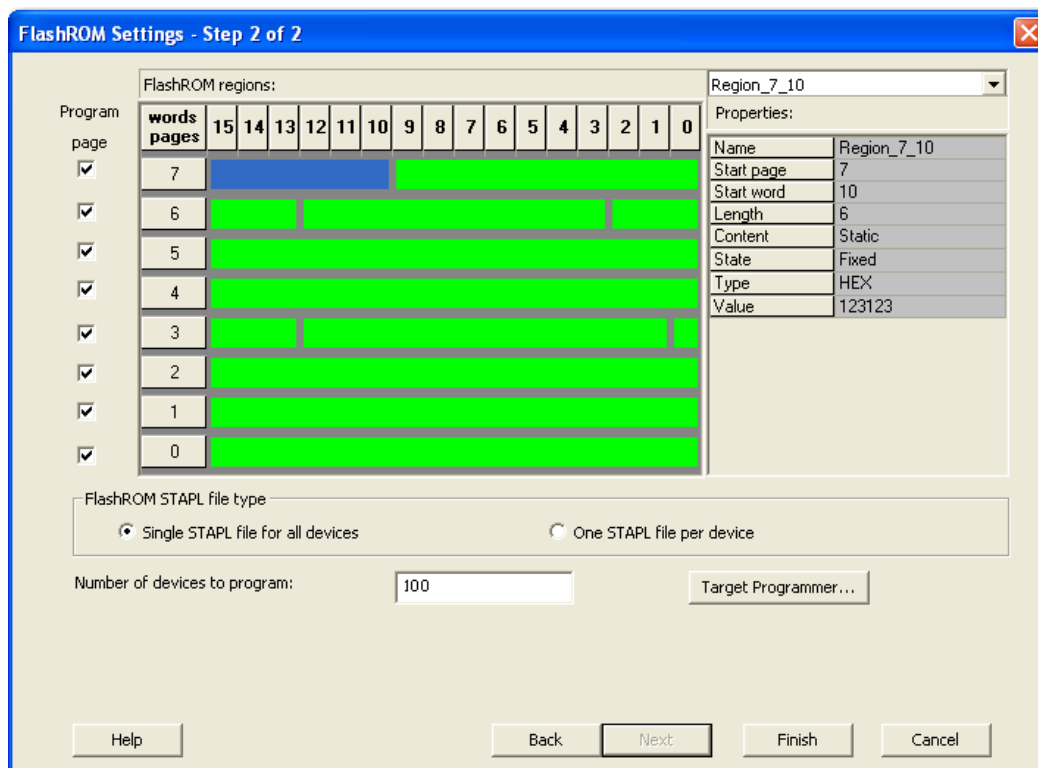 FlashROM Settings - Step 2 of 2
FlashROM regions:
Region_7_10
Program
page
words
pages
15 14 13 12 11 10 9 8 7 6 5 4 3 2 1 0
Properties:
7
6
5
4
3
2
1
0
Name Region_7_10
Start page 7
Start word 10
Length 6
Content Static
State Fixed
Type HEX
Value 123123
FlashROM STAPL file type
Single STAPL file for all devices One STAPL file per device
Number of devices to program: 100 Target Programmer...
Help Back Next Finish Cancel